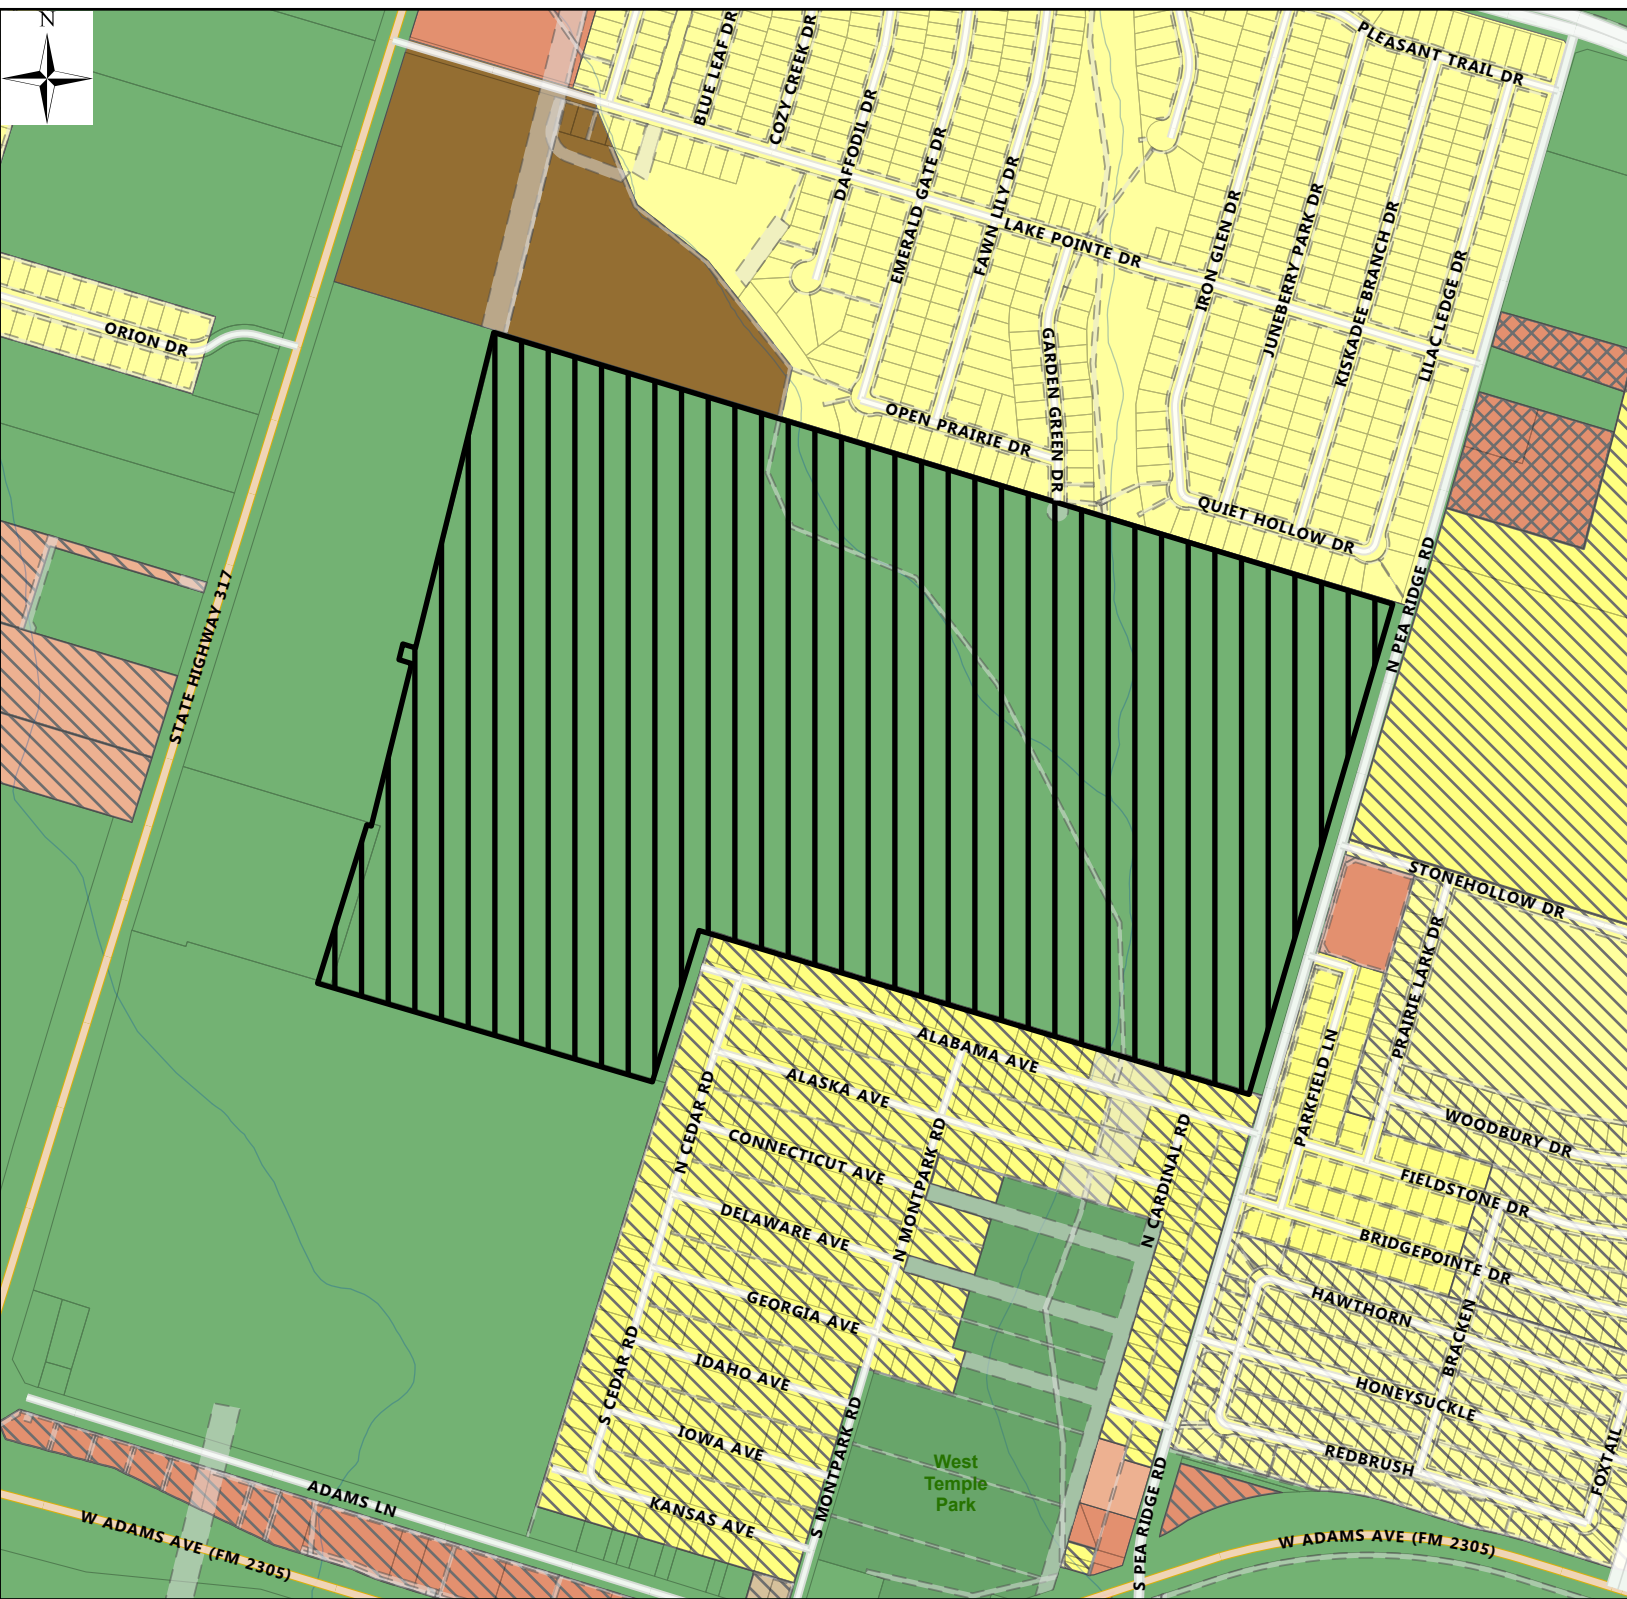 N
BLUE LEAF DR
COZY CREEK DR
DAFFODIL DR
EMERALD GATE DR
FAWN LILY DR
PLEASANT TRAIL DR
LAKE POINTE DR
IRON GLEN DR
JUNEBERRY PARK DR
KISKADEE BRANCH DR
LILAC LEDGE DR
ORION DR
GARDEN GREEN DR
OPEN PRAIRIE DR
QUIET HOLLOW DR
N PEA RIDGE RD
STATE HIGHWAY 317
STONEHOLLOW DR
PRAIRIE LARK DR
PARKFIELD LN
ALABAMA AVE
ALASKA AVE
N CEDAR RD
CONNECTICUT AVE
N MONTPARK RD
N CARDINAL RD
WOODBURY DR
FIELDSTONE DR
DELAWARE AVE
BRIDGEPOINTE DR
GEORGIA AVE
HAWTHORN
BRACKEN
IDAHO AVE
S CEDAR RD
HONEYSUCKLE
IOWA AVE
S MONTPARK RD
REDBRUSH
FOXTAIL
West
Temple
Park
KANSAS AVE
S PEA RIDGE RD
ADAMS LN
W ADAMS AVE (FM 2305)
W ADAMS AVE (FM 2305)